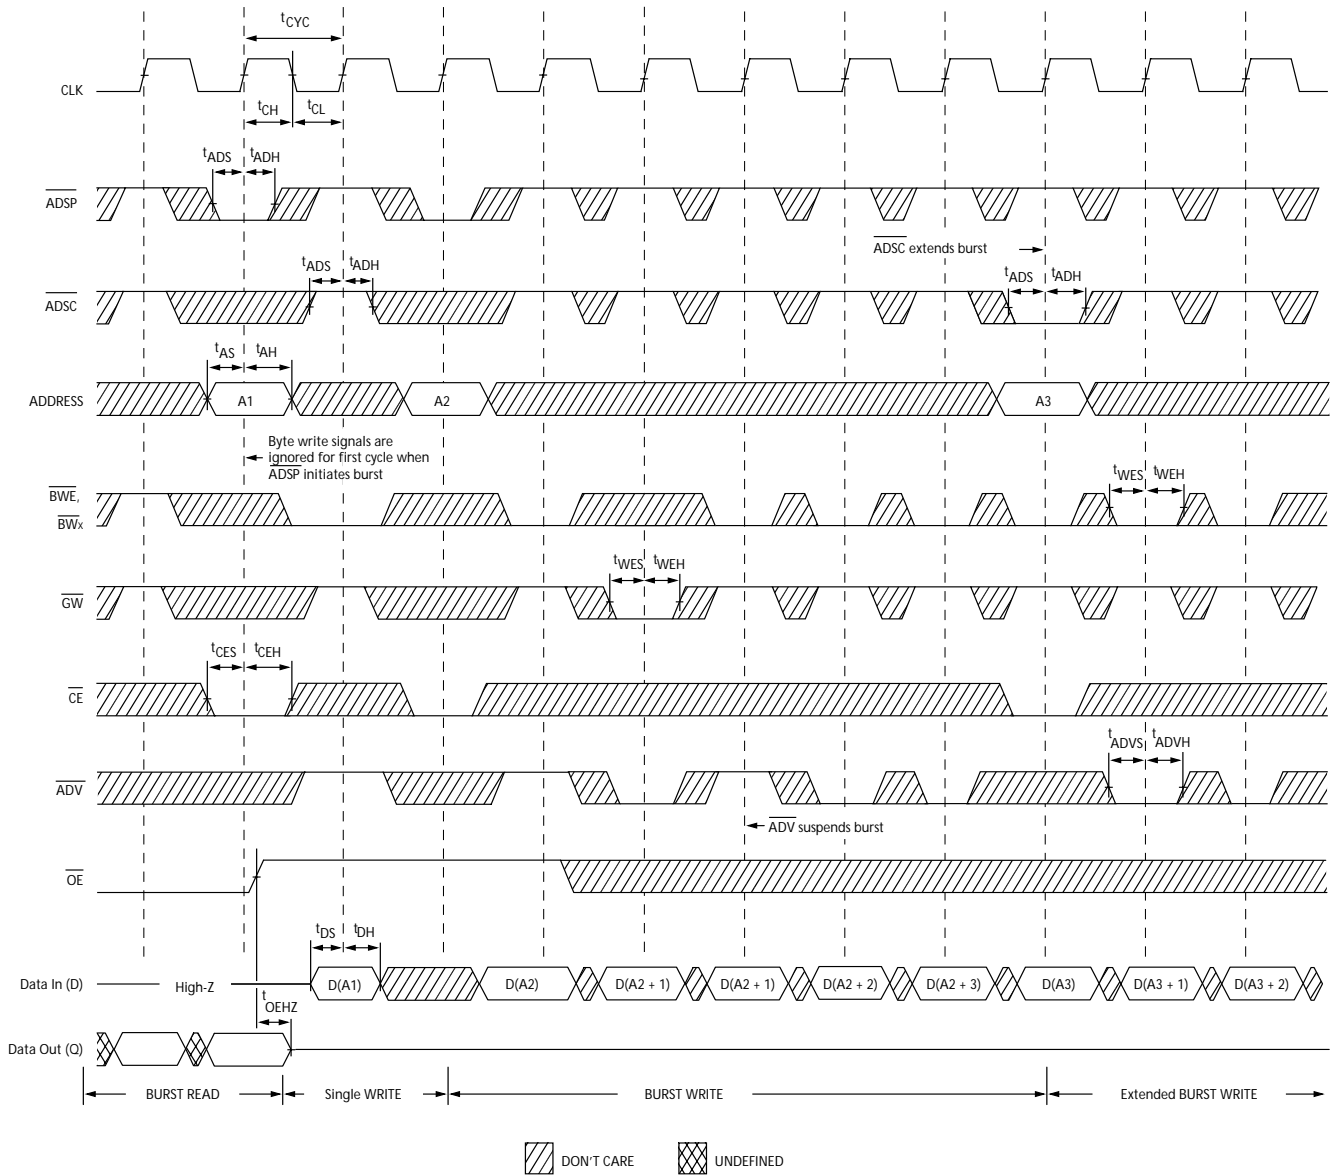 tCYC
CLK
tCH tCL
tADS tADH
ADSP
ADSC extends burst
tADS tADH
tADS tADH
ADSC
tAS tAH
ADDRESS A1 A2 A3
Byte write signals are
ignored for first cycle when
ADSP initiates burst
BWE,
BWx
tWES tWEH
tWES tWEH
GW
tCES tCEH
CE
tADVS tADVH
ADV
ADV suspends burst
OE
tDS tDH
Data In (D) High-Z D(A1) D(A2) D(A2 + 1) D(A2 + 1) D(A2 + 2) D(A2 + 3) D(A3) D(A3 + 1) D(A3 + 2)
tOEHZ
Data Out (Q)
BURST READ Single WRITE BURST WRITE Extended BURST WRITE
DON'T CARE UNDEFINED